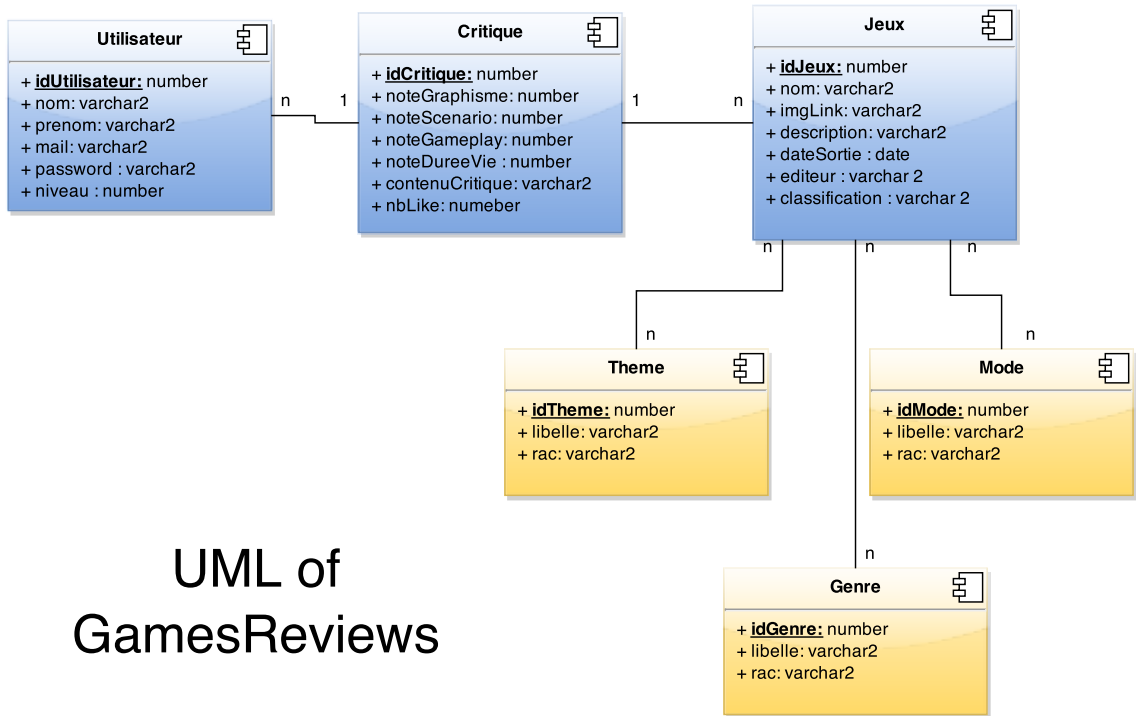 Utilisateur
+ idUtilisateur: number
+ nom: varchar2
+ prenom: varchar2
+ mail: varchar2
+ password : varchar2
+ niveau : number
n
1
Critique
+ idCritique: number
+ noteGraphisme: number
+ noteScenario: number
+ noteGameplay: number
+ noteDureeVie : number
+ contenuCritique: varchar2
+ nbLike: numeber
1
n
Jeux
+ idJeux: number
+ nom: varchar2
+ imgLink: varchar2
+ description: varchar2
+ dateSortie : date
+ editeur : varchar 2
+ classification : varchar 2
n
n
n
n
n
Theme
+ idTheme: number
+ libelle: varchar2
+ rac: varchar2
Mode
+ idMode: number
+ libelle: varchar2
+ rac: varchar2
n
Genre
+ idGenre: number
+ libelle: varchar2
+ rac: varchar2
UML of
GamesReviews